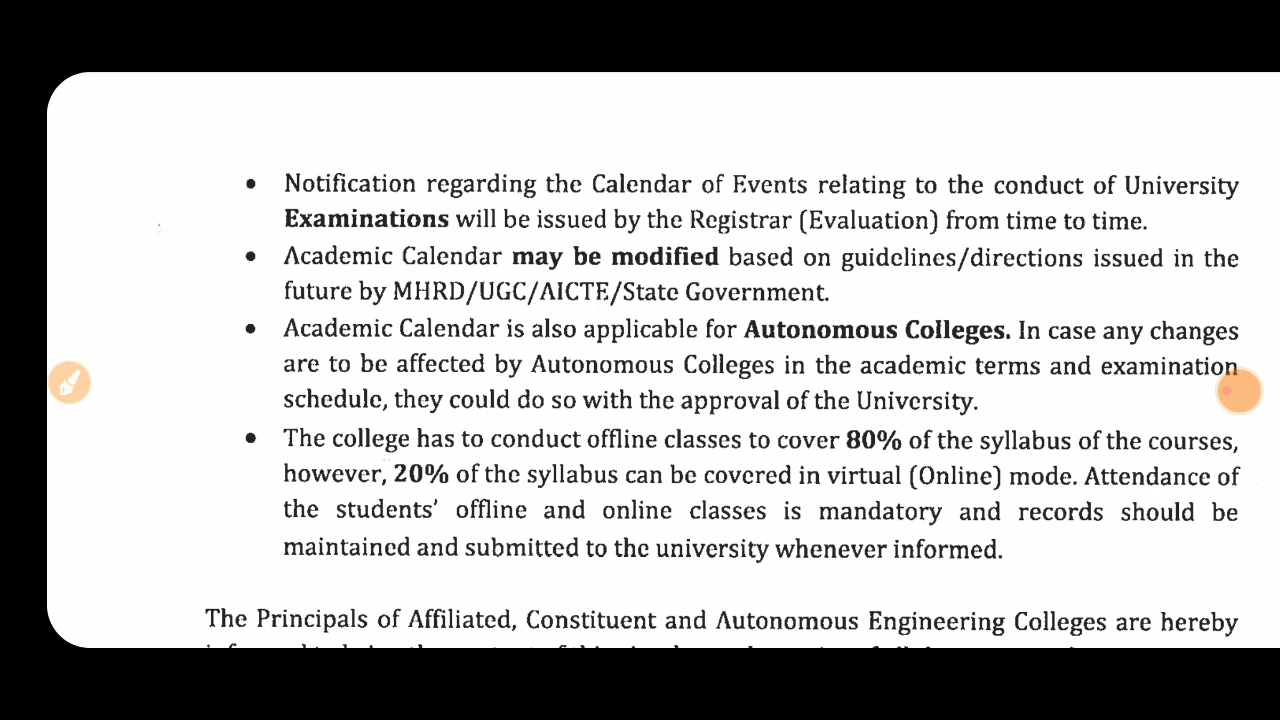 • Notification regarding the Calendar of Events relating to the conduct of University
Examinations will be issued by the Registrar (Evaluation) from time to time.
• Academic Calendar may be modified based on guidelines/directions issued in the
future by MHRD/UGC/AICTE/State Government.
• Academic Calendar is also applicable for Autonomous Colleges. In case any changes
are to be affected by Autonomous Colleges in the academic terms and examination
schedule, they could do so with the approval of the University.
• The college has to conduct offline classes to cover 80% of the syllabus of the courses,
however, 20% of the syllabus can be covered in virtual (Online) mode. Attendance of
the students' offline and online classes is mandatory and records should be
maintained and submitted to the university whenever informed.
The Principals of Affiliated, Constituent and Autonomous Engineering Colleges are hereby